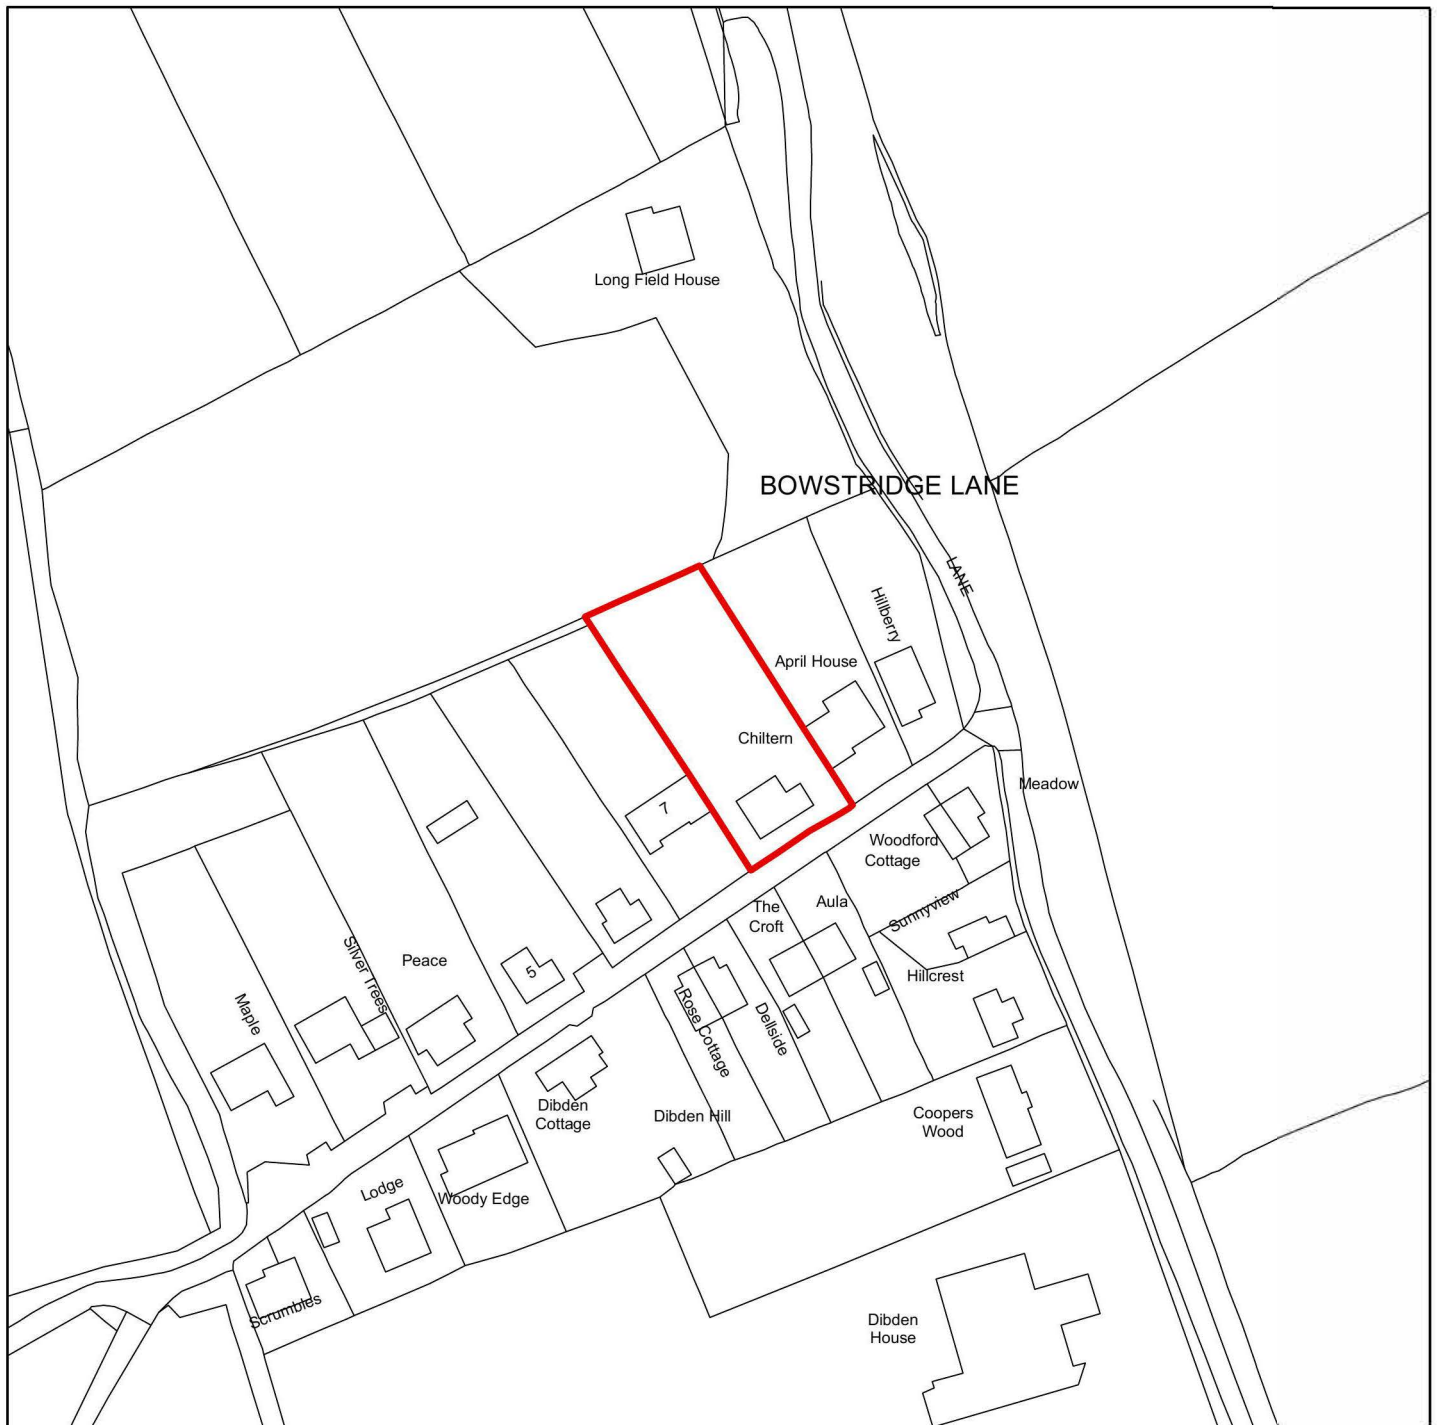 Long Field House
BOWSTRIDGE LANE
LANE
Hillberry
April House
Chiltern
Meadow
7
Woodford
Cottage
Sunnyview
The
Croft
Aula
Hillcrest
Silver Trees
Peace
5
Maple
Rose Cottage
Dellside
Dibden
Cottage
Dibden Hill
Coopers
Wood
Lodge
Woody Edge
Scrumbles
Dibden
House